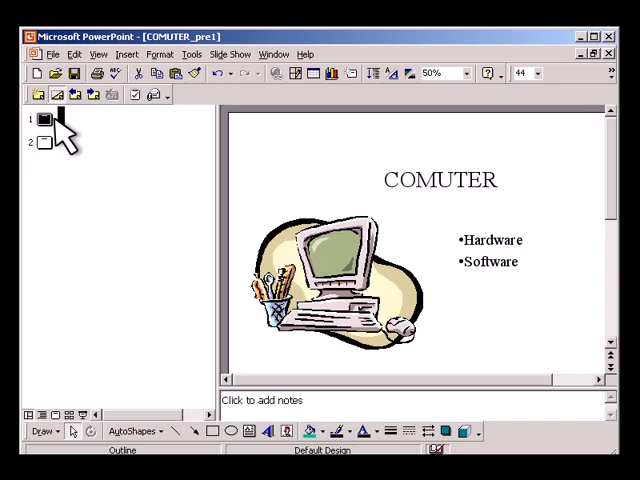 Microsoft PowerPoint - [COMUTER_pre1]
File Edit View Insert Format Tools Slide Show Window Help
50% 44
1
2
COMUTER
•Hardware
•Software
Click to add notes
Draw AutoShapes
Outline Default Design